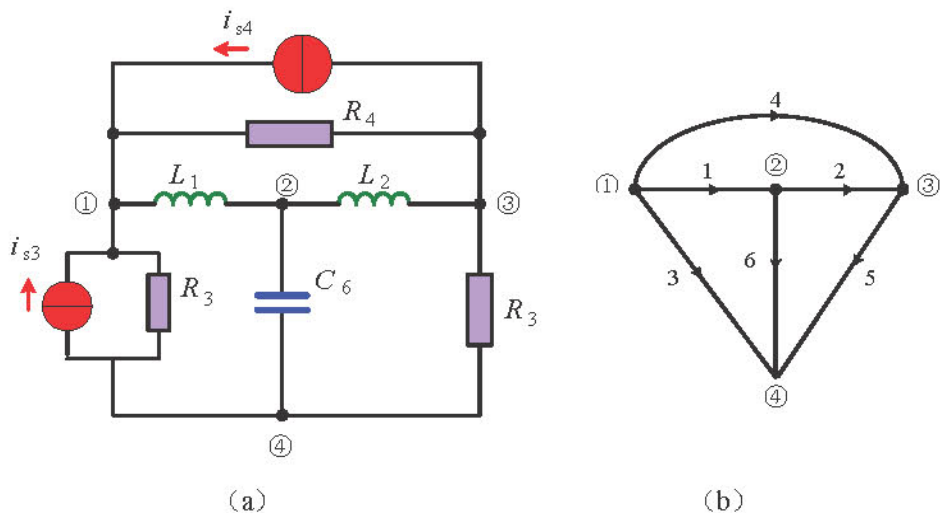 i_s4
R_4
L_1 ② L_2
① ③
i_s3
R_3
C_6
R_3
④
(a)
4
① 1 ② 2 ③
3 6 5
④
(b)